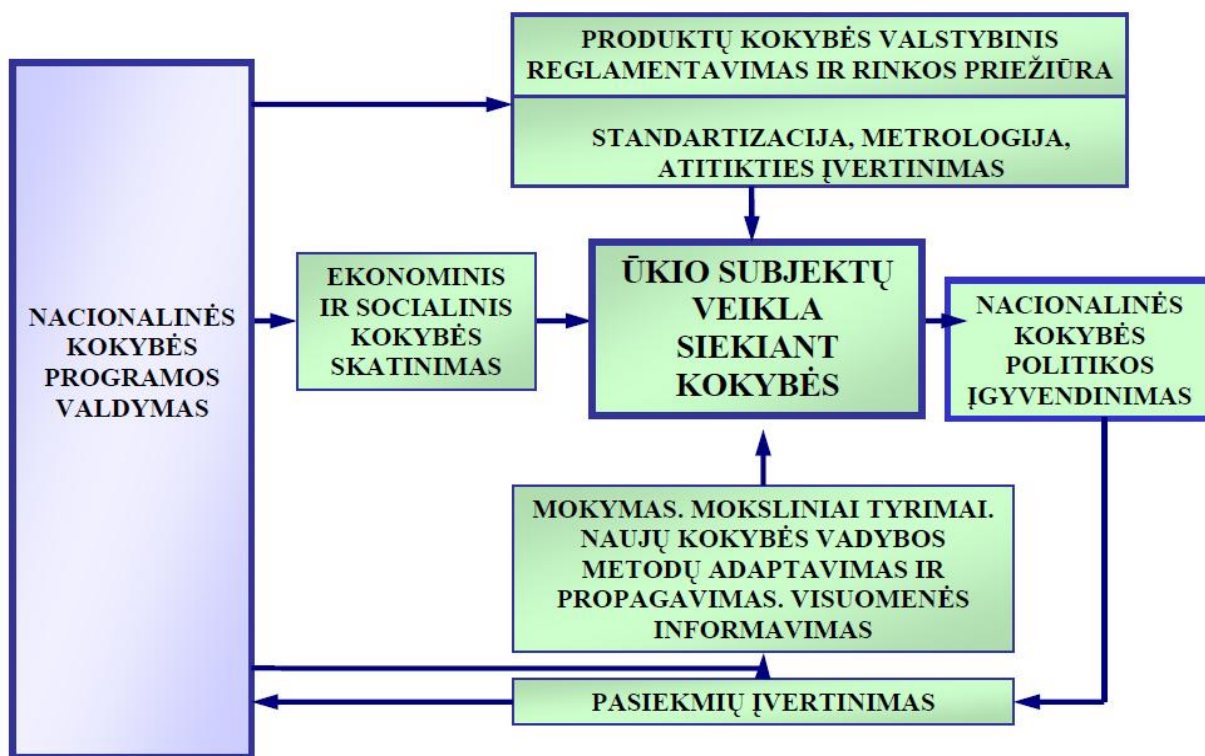 PRODUKTŲ KOKYBĖS VALSTYBINIS
REGLAMENTAVIMAS IR RINKOS PRIEŽIŪRA
STANDARTIZACIJA, METROLOGIJA,
ATITIKTIES ĮVERTINIMAS
NACIONALINĖS
KOKYBĖS
PROGRAMOS
VALDYMAS
EKONOMINIS
IR SOCIALINIS
KOKYBĖS
SKATINIMAS
ŪKIO SUBJEKTŲ
VEIKLA
SIEKIANT
KOKYBĖS
NACIONALINĖS
KOKYBĖS
POLITIKOS
ĮGYVENDINIMAS
MOKYMAS. MOKSLINIAI TYRIMAI.
NAUJŲ KOKYBĖS VADYBOS
METODŲ ADAPTAVIMAS IR
PROPAGAVIMAS. VISUOMENĖS
INFORMAVIMAS
PASIEKMIŲ ĮVERTINIMAS